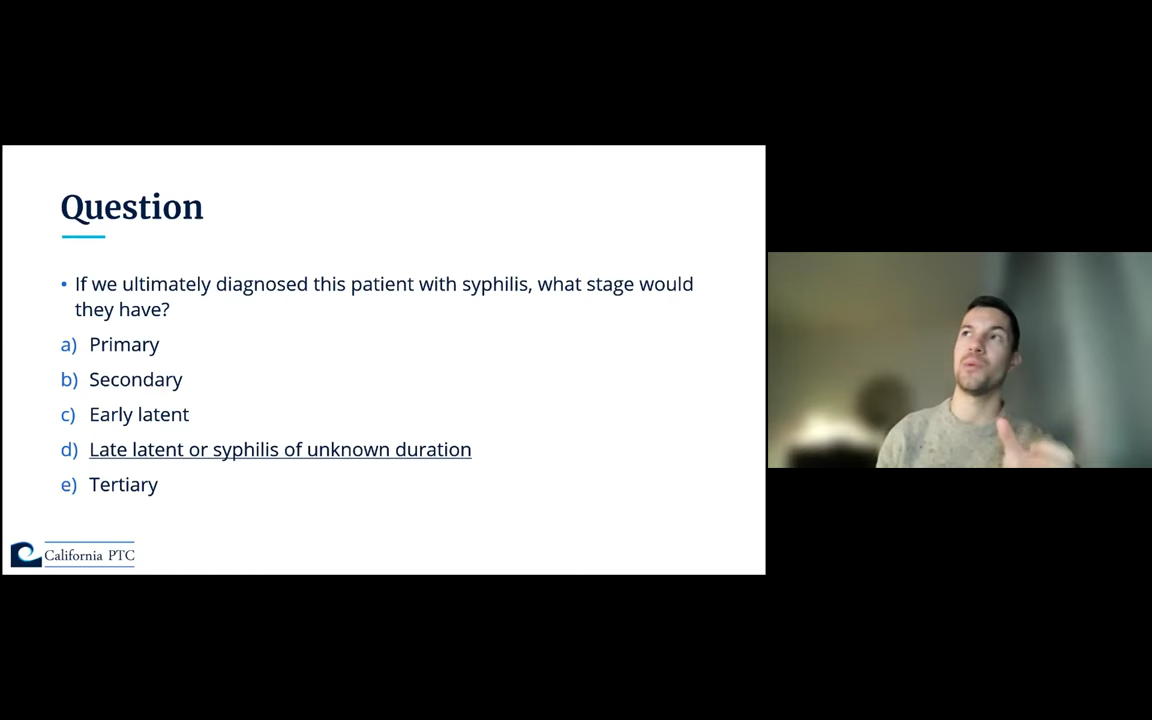 Question
• If we ultimately diagnosed this patient with syphilis, what stage would
they have?
a) Primary
b) Secondary
c) Early latent
d) Late latent or syphilis of unknown duration
e) Tertiary
California PTC